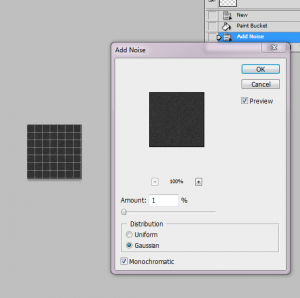 New
Paint Bucket
Add Noise
Add Noise
OK
Cancel
Preview
100%
Amount: 1 %
Distribution
Uniform
Gaussian
Monochromatic